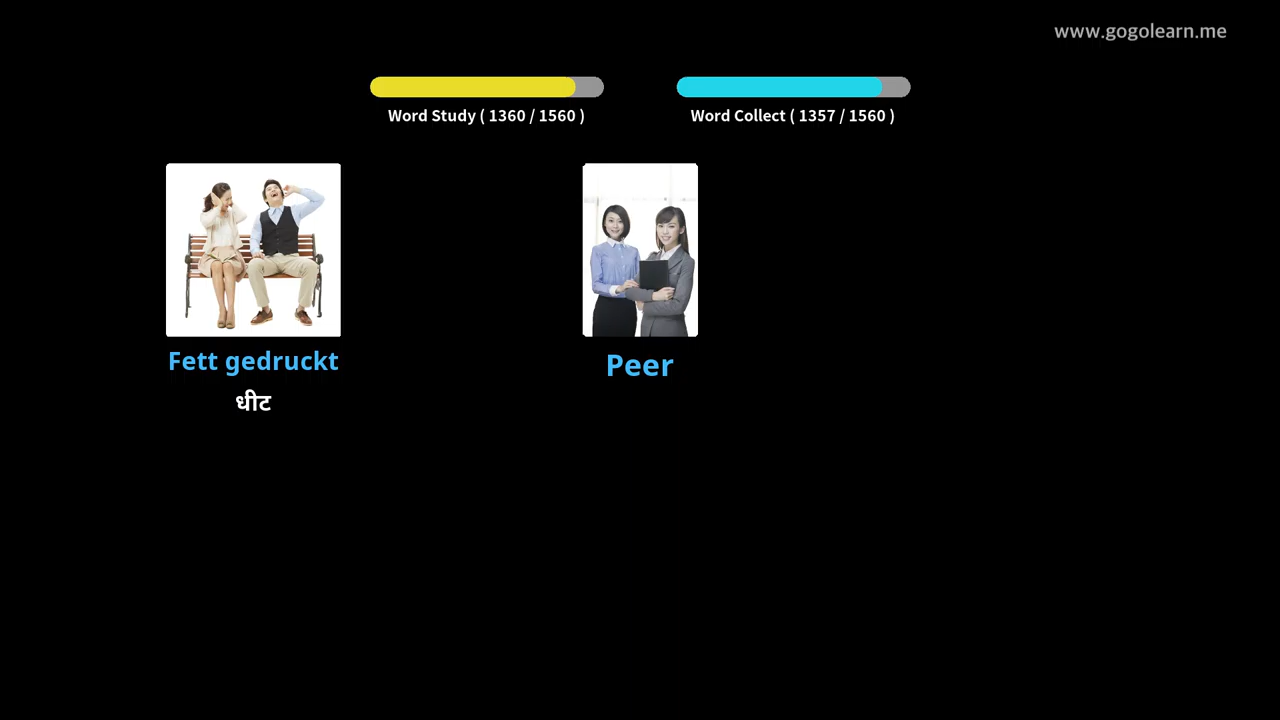 www.gogolearn.me
Word Study ( 1360 / 1560 )
Word Collect ( 1357 / 1560 )
Fett gedruckt
धीट
Peer